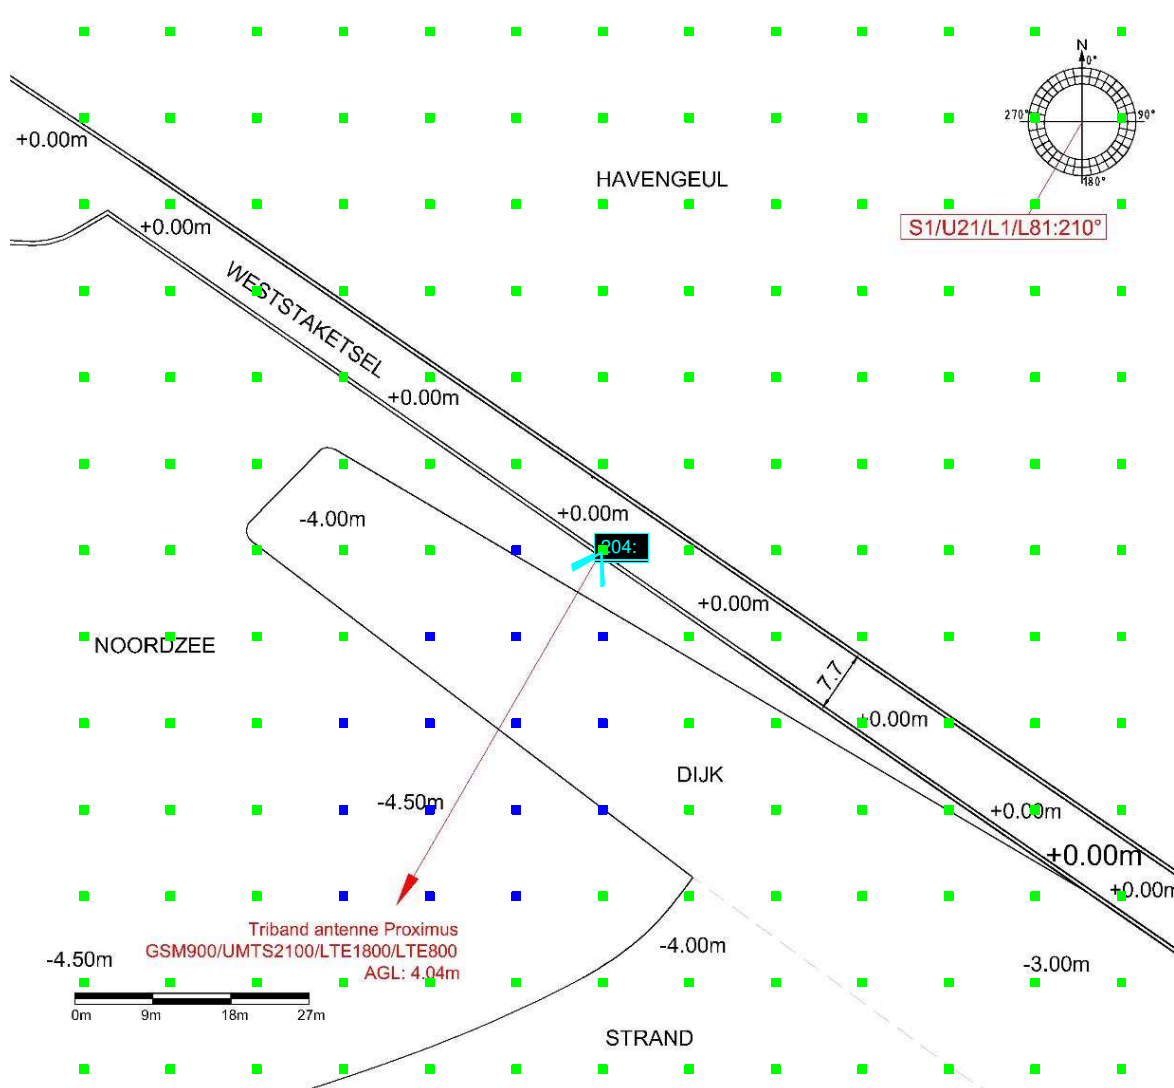 N
0°
+0.00m
270°
90°
HAVENGEUL
180°
+0.00m
S1/U21/L1/L81:210°
WESTSTAKETSEL
+0.00m
-4.00m
+0.00m
204:
+0.00m
NOORDZEE
7.7
+0.00m
DIJK
-4.50m
+0.00m
+0.00m
+0.00m
Triband antenne Proximus
GSM900/UMTS2100/LTE1800/LTE800
AGL: 4.04m
-4.50m
-4.00m
-3.00m
0m 9m 18m 27m
STRAND